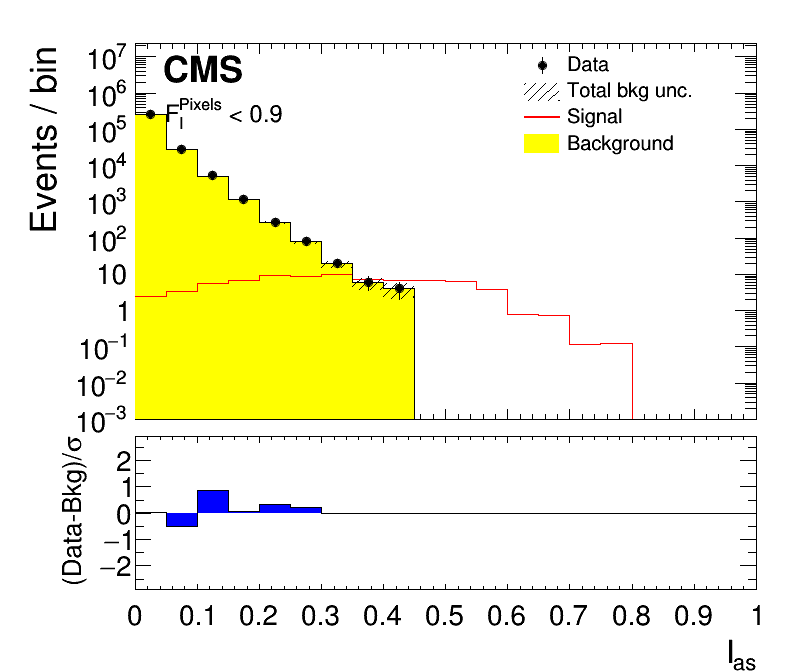 CMS
F_I^Pixels < 0.9
Data
Total bkg unc.
Signal
Background
Events / bin
10^7
10^6
10^5
10^4
10^3
10^2
10
1
10^−1
10^−2
10^−3
(Data-Bkg)/σ
2
1
0
−1
−2
0 0.1 0.2 0.3 0.4 0.5 0.6 0.7 0.8 0.9 1
I_as